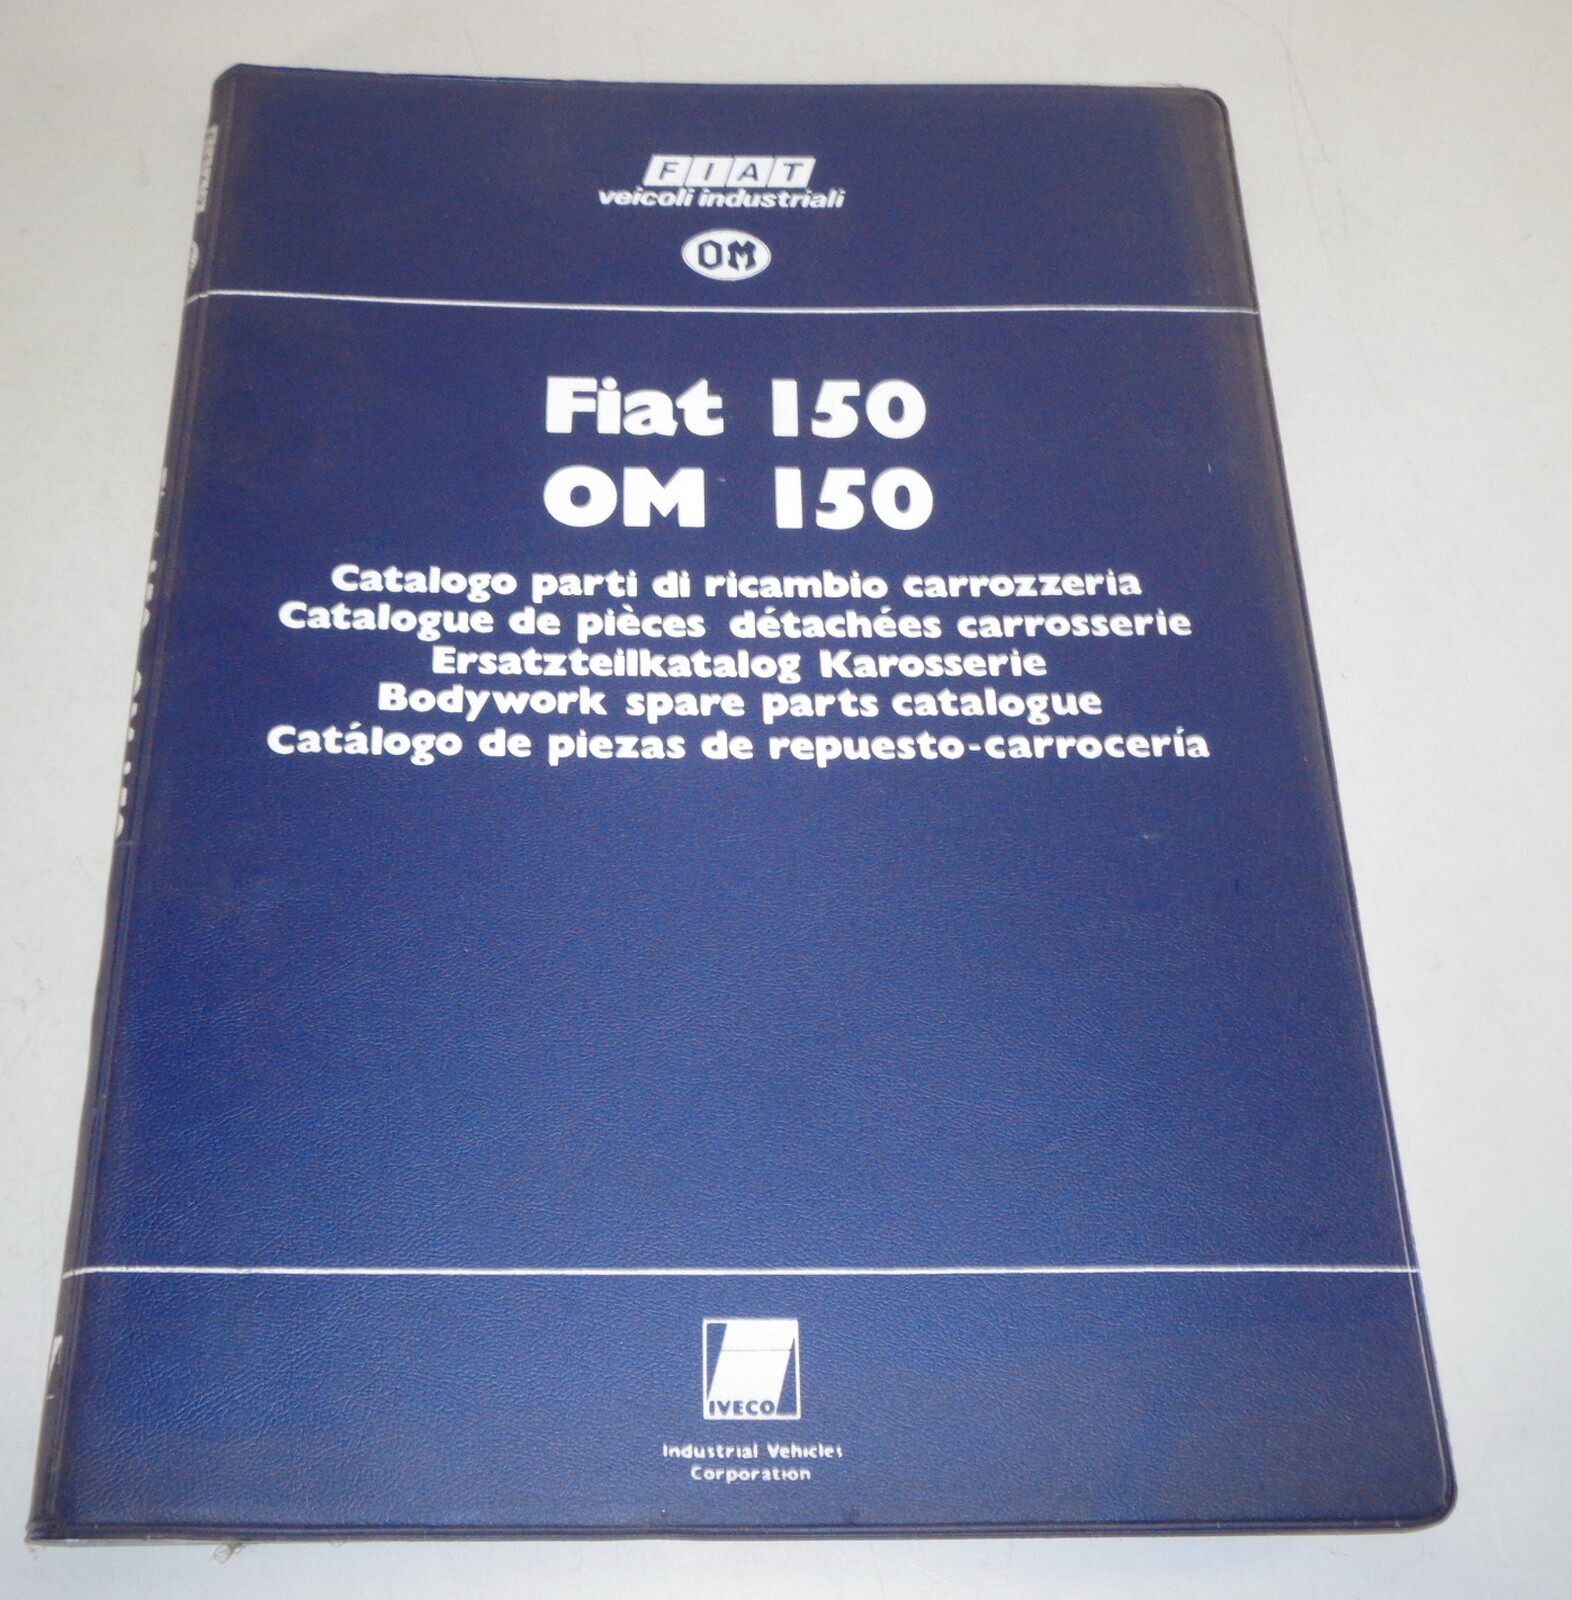 FIAT
veicoli industriali
OM
Fiat 150
OM 150
Catalogo parti di ricambio carrozzeria
Catalogue de pièces détachées carrosserie
Ersatzteilkatalog Karosserie
Bodywork spare parts catalogue
Catálogo de piezas de repuesto-carrocería
IVECO
Industrial Vehicles
Corporation